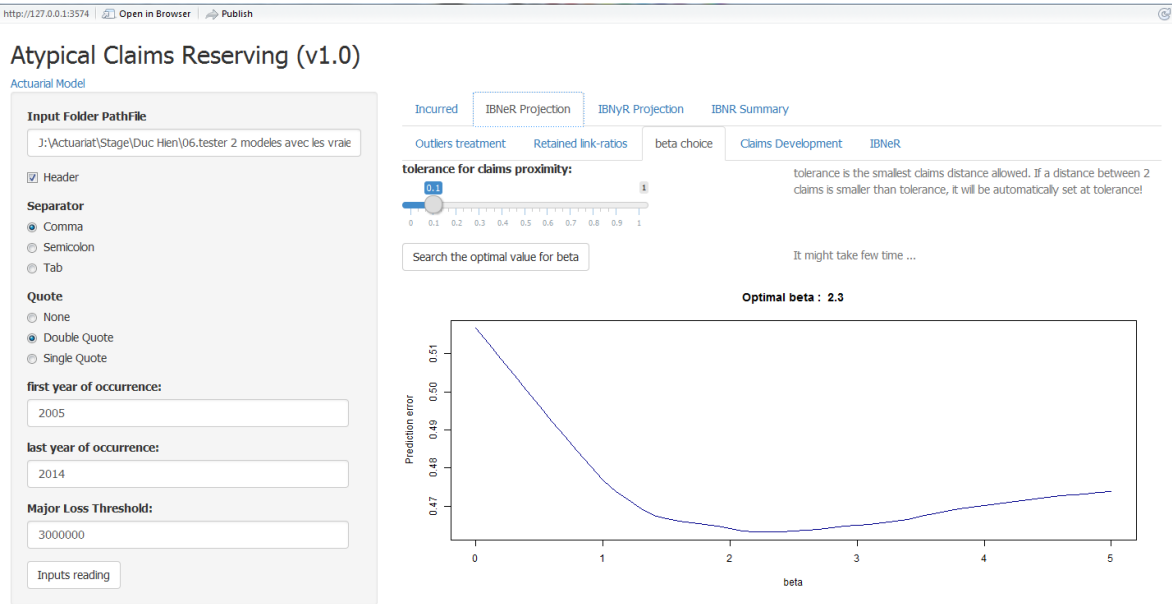 http://127.0.0.1:3574 Open in Browser Publish
Atypical Claims Reserving (v1.0)
Actuarial Model
Input Folder PathFile
J:\Actuariat\Stage\Duc Hien\06.tester 2 modeles avec les vraie
Header
Separator
Comma
Semicolon
Tab
Quote
None
Double Quote
Single Quote
first year of occurrence:
2005
last year of occurrence:
2014
Major Loss Threshold:
3000000
Inputs reading
Incurred IBNeR Projection IBNyR Projection IBNR Summary
Outliers treatment Retained link-ratios beta choice Claims Development IBNeR
tolerance for claims proximity:
0.1 1
0 0.1 0.2 0.3 0.4 0.5 0.6 0.7 0.8 0.9 1
tolerance is the smallest claims distance allowed. If a distance between 2
claims is smaller than tolerance, it will be automatically set at tolerance!
Search the optimal value for beta
It might take few time ...
Optimal beta : 2.3
Prediction error
0.51
0.50
0.49
0.48
0.47
0 1 2 3 4 5
beta